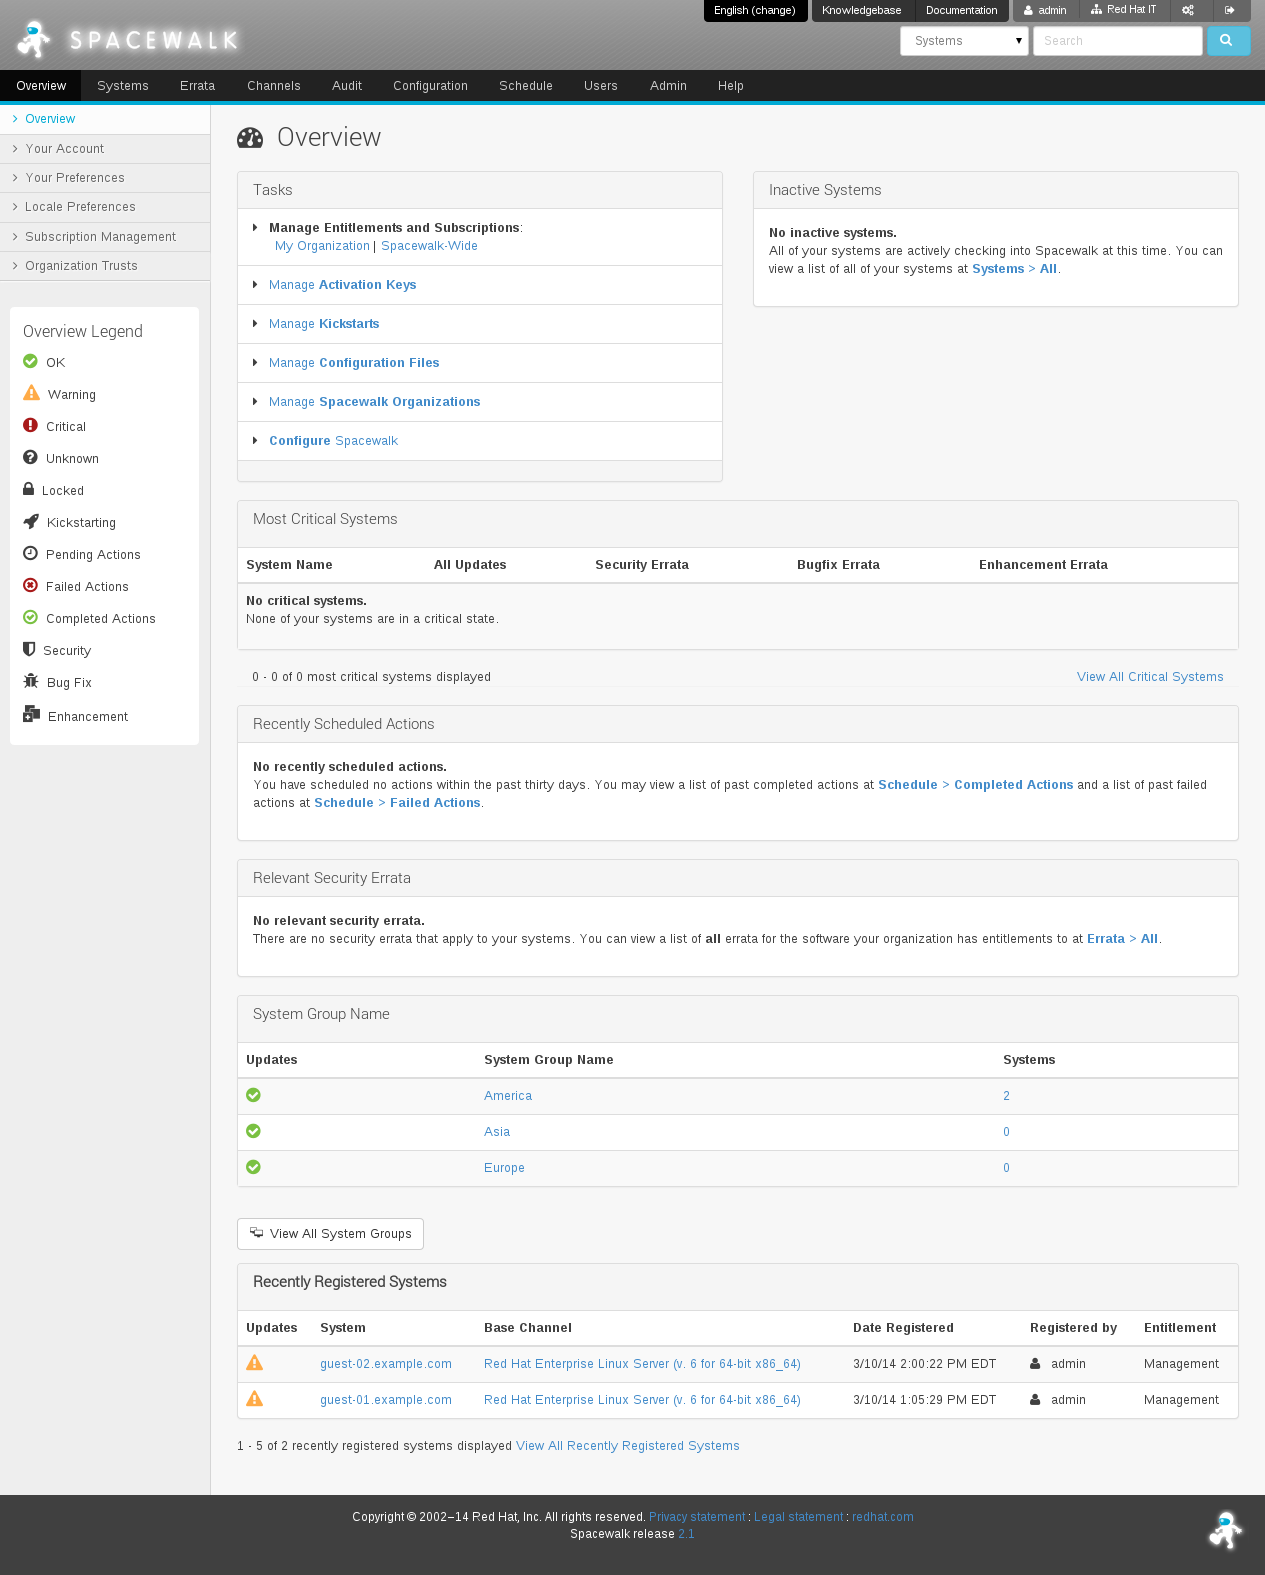 English (change) Knowledgebase Documentation admin Red Hat IT
SPACEWALK
Systems Search
Overview Systems Errata Channels Audit Configuration Schedule Users Admin Help
Overview
Your Account
Your Preferences
Locale Preferences
Subscription Management
Organization Trusts
Overview Legend
OK
Warning
Critical
Unknown
Locked
Kickstarting
Pending Actions
Failed Actions
Completed Actions
Security
Bug Fix
Enhancement
Overview
Tasks
Manage Entitlements and Subscriptions:
My Organization | Spacewalk-Wide
Manage Activation Keys
Manage Kickstarts
Manage Configuration Files
Manage Spacewalk Organizations
Configure Spacewalk
Inactive Systems
No inactive systems.
All of your systems are actively checking into Spacewalk at this time. You can
view a list of all of your systems at Systems > All.
Most Critical Systems
System Name All Updates Security Errata Bugfix Errata Enhancement Errata
No critical systems.
None of your systems are in a critical state.
0 - 0 of 0 most critical systems displayed View All Critical Systems
Recently Scheduled Actions
No recently scheduled actions.
You have scheduled no actions within the past thirty days. You may view a list of past completed actions at Schedule > Completed Actions and a list of past failed
actions at Schedule > Failed Actions.
Relevant Security Errata
No relevant security errata.
There are no security errata that apply to your systems. You can view a list of all errata for the software your organization has entitlements to at Errata > All.
System Group Name
Updates System Group Name Systems
America 2
Asia 0
Europe 0
View All System Groups
Recently Registered Systems
Updates System Base Channel Date Registered Registered by Entitlement
guest-02.example.com Red Hat Enterprise Linux Server (v. 6 for 64-bit x86_64) 3/10/14 2:00:22 PM EDT admin Management
guest-01.example.com Red Hat Enterprise Linux Server (v. 6 for 64-bit x86_64) 3/10/14 1:05:29 PM EDT admin Management
1 - 5 of 2 recently registered systems displayed View All Recently Registered Systems
Copyright © 2002–14 Red Hat, Inc. All rights reserved. Privacy statement : Legal statement : redhat.com
Spacewalk release 2.1